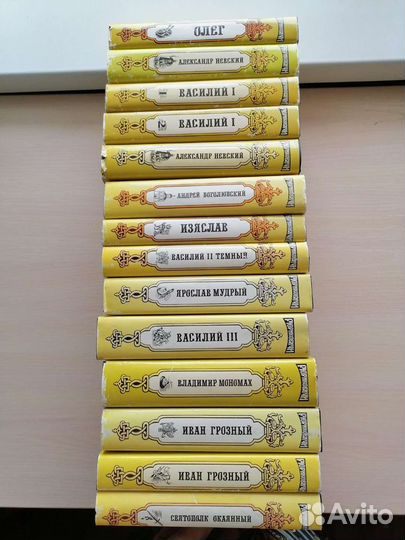 ОЛЕГ
АЛЕКСАНДР НЕВСКИЙ
1 ВАСИЛИЙ I
2 ВАСИЛИЙ I
АЛЕКСАНДР НЕВСКИЙ
АНДРЕЙ БОГОЛЮБСКИЙ
ИЗЯСЛАВ
ВАСИЛИЙ II ТЕМНЫЙ
ЯРОСЛАВ МУДРЫЙ
ВАСИЛИЙ III
ВЛАДИМИР МОНОМАХ
ИВАН ГРОЗНЫЙ
ИВАН ГРОЗНЫЙ
СВЯТОПОЛК ОКАЯННЫЙ
Avito